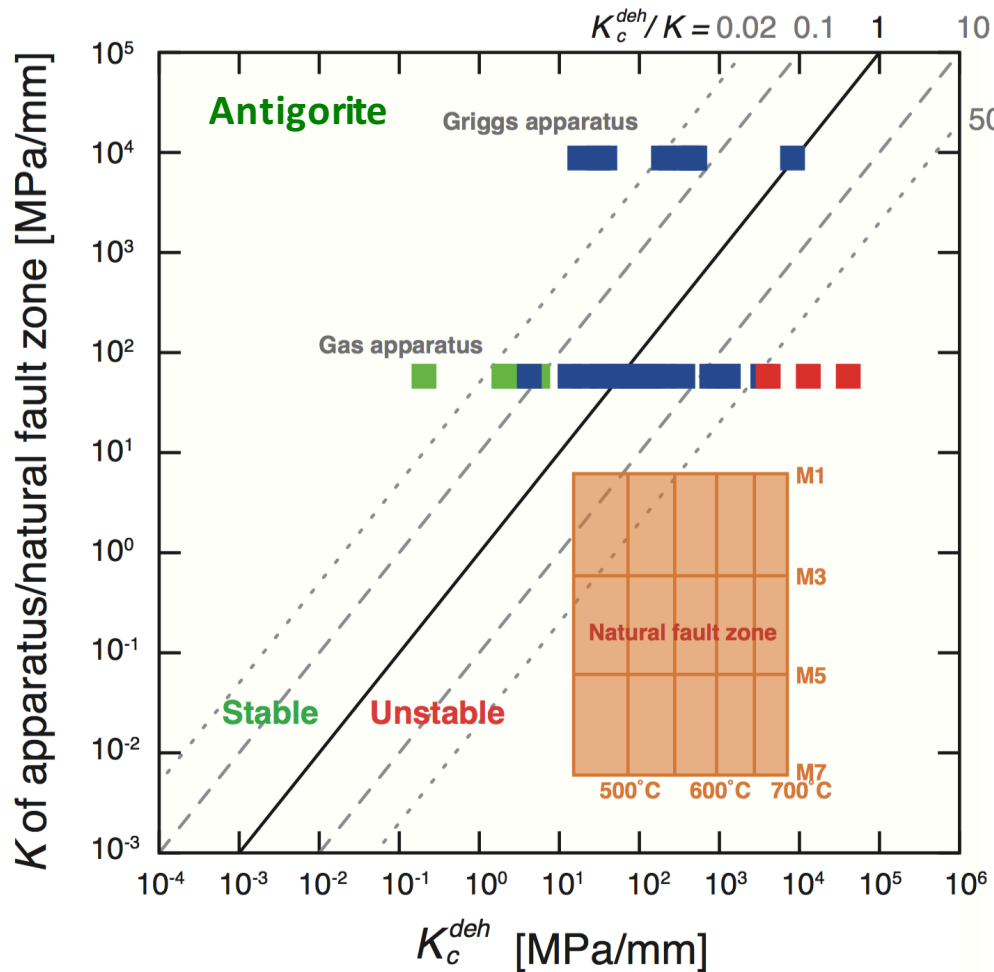 K_c^{deh}/K = 0.02 0.1 1 10
50
Antigorite
Griggs apparatus
Gas apparatus
Natural fault zone
M1
M3
M5
M7
500˚C 600˚C 700˚C
Stable Unstable
K of apparatus/natural fault zone [MPa/mm]
10^5
10^4
10^3
10^2
10^1
10^0
10^-1
10^-2
10^-3
10^-4 10^-3 10^-2 10^-1 10^0 10^1 10^2 10^3 10^4 10^5 10^6
K_c^{deh} [MPa/mm]